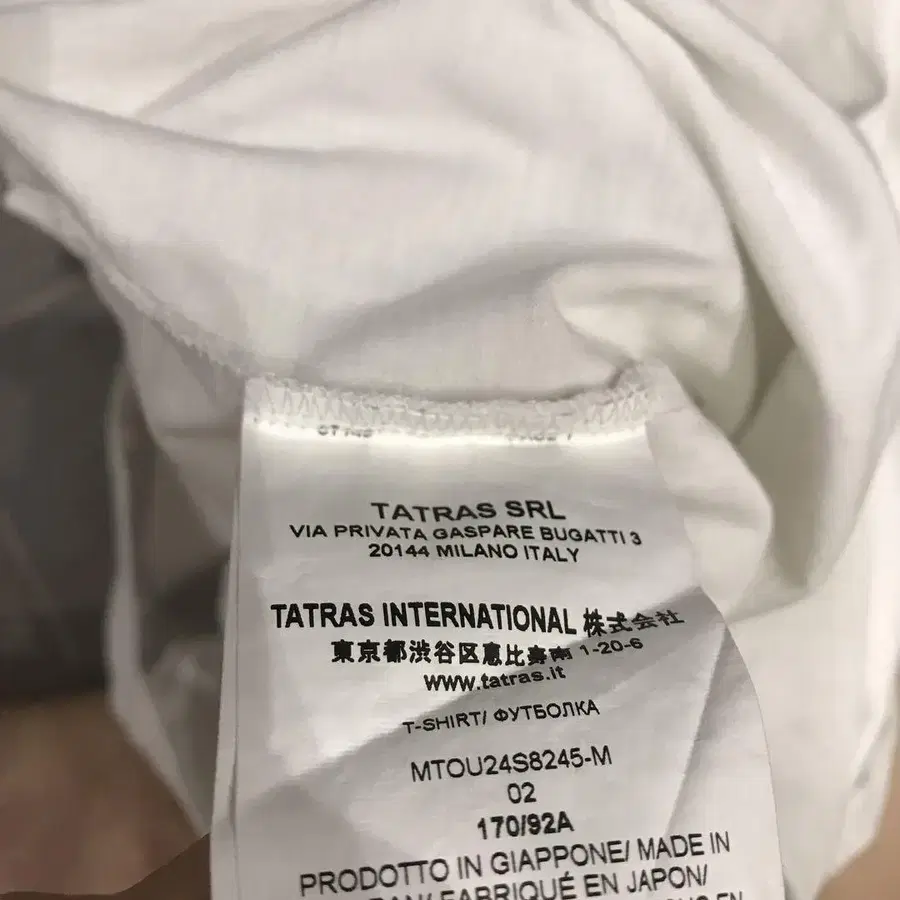 TATRAS SRL
VIA PRIVATA GASPARE BUGATTI 3
20144 MILANO ITALY
TATRAS INTERNATIONAL 株式会社
東京都渋谷区恵比寿南 1-20-6
www.tatras.it
T-SHIRT/ ФУТБОЛКА
MTOU24S8245-M
02
170/92A
PRODOTTO IN GIAPPONE/ MADE IN
FABRIQUÉ EN JAPON/